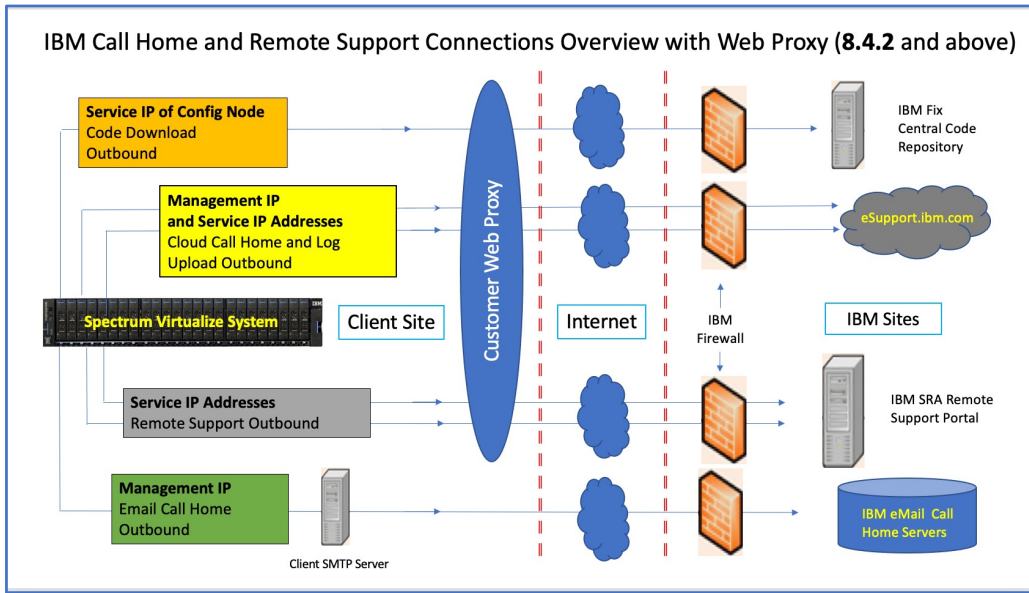 IBM Call Home and Remote Support Connections Overview with Web Proxy (8.4.2 and above)
Service IP of Config Node
Code Download
Outbound
IBM Fix
Central Code
Repository
Management IP
and Service IP Addresses
Cloud Call Home and Log
Upload Outbound
eSupport.ibm.com
Customer Web Proxy
IBM
Spectrum Virtualize System
Client Site
Internet
IBM
Firewall
IBM Sites
Service IP Addresses
Remote Support Outbound
IBM SRA Remote
Support Portal
Management IP
Email Call Home
Outbound
Client SMTP Server
IBM eMail Call
Home Servers